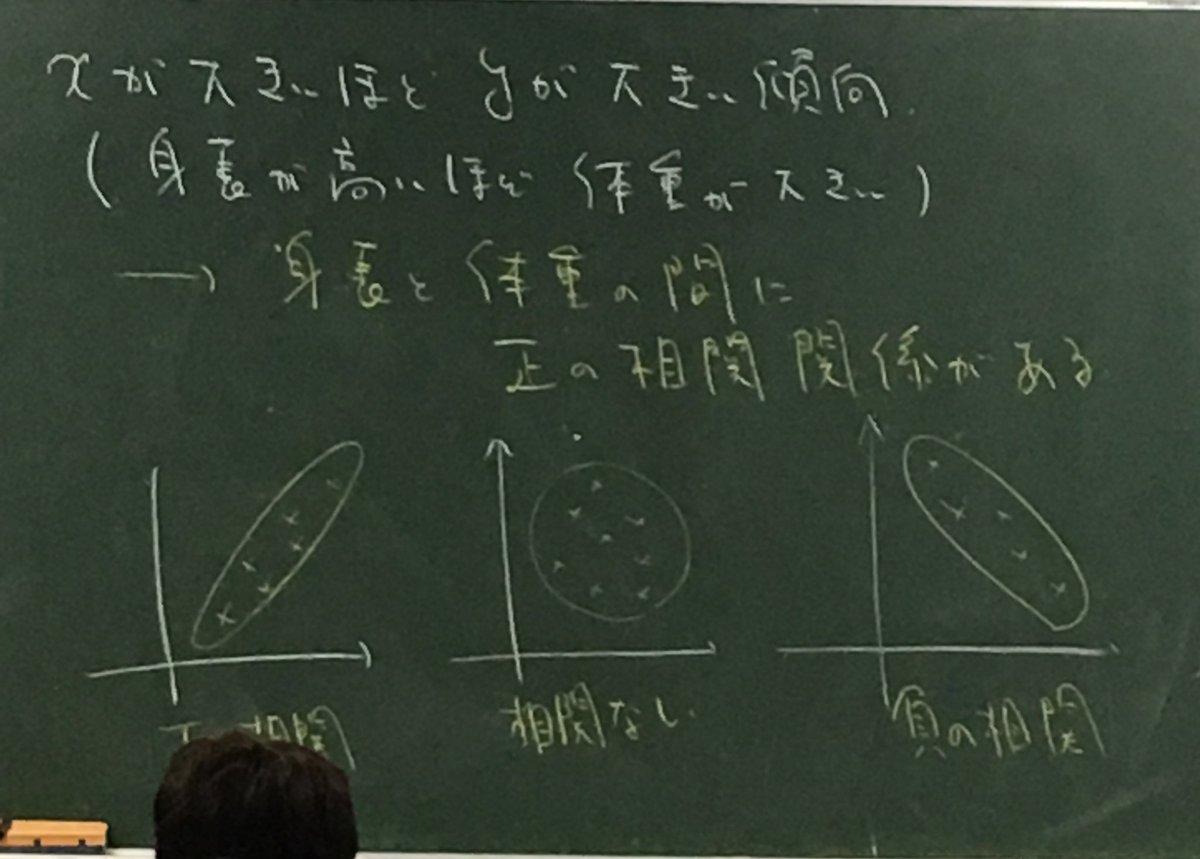 xが大きいほどyが大きい傾向.
(身長が高いほど体重が大きい)
→ 身長と体重の間に
正の相関関係がある
相関
相関なし.
負の相関